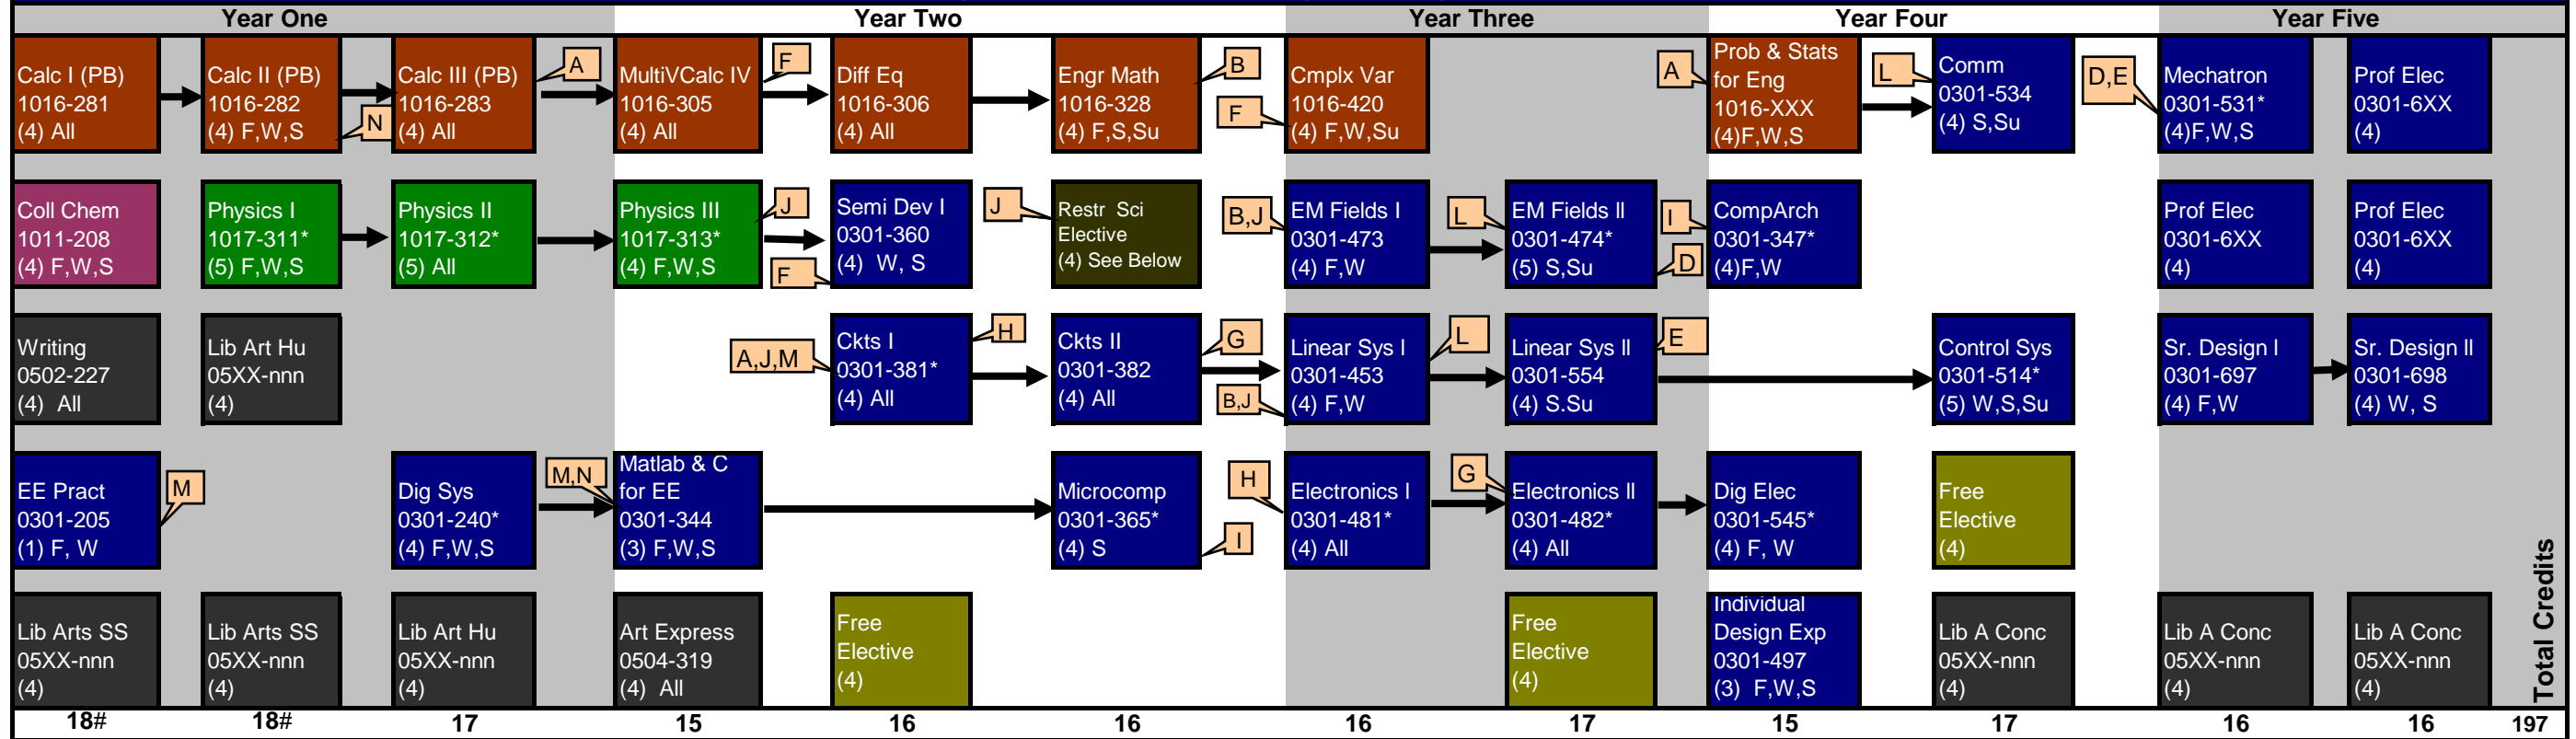 Year One
Year Two
Year Three
Year Four
Year Five
Calc I (PB)
1016-281
(4) All
Calc II (PB)
1016-282
(4) F,W,S
N
Calc III (PB)
1016-283
(4) All
A
MultiVCalc IV
1016-305
(4) All
F
Diff Eq
1016-306
(4) All
Engr Math
1016-328
(4) F,S,Su
B
F
Cmplx Var
1016-420
(4) F,W,Su
A
Prob & Stats
for Eng
1016-XXX
(4)F,W,S
L
Comm
0301-534
(4) S,Su
D,E
Mechatron
0301-531*
(4)F,W,S
Prof Elec
0301-6XX
(4)
Coll Chem
1011-208
(4) F,W,S
Physics I
1017-311*
(5) F,W,S
Physics II
1017-312*
(5) All
Physics III
1017-313*
(4) F,W,S
J
F
Semi Dev I
0301-360
(4) W, S
J
Restr Sci
Elective
(4) See Below
B,J
EM Fields I
0301-473
(4) F,W
L
EM Fields II
0301-474*
(5) S,Su
I
D
CompArch
0301-347*
(4)F,W
Prof Elec
0301-6XX
(4)
Prof Elec
0301-6XX
(4)
Writing
0502-227
(4) All
Lib Art Hu
05XX-nnn
(4)
A,J,M
Ckts I
0301-381*
(4) All
H
Ckts II
0301-382
(4) All
G
B,J
Linear Sys I
0301-453
(4) F,W
L
Linear Sys II
0301-554
(4) S.Su
E
Control Sys
0301-514*
(5) W,S,Su
Sr. Design I
0301-697
(4) F,W
Sr. Design II
0301-698
(4) W, S
EE Pract
0301-205
(1) F, W
M
Dig Sys
0301-240*
(4) F,W,S
M,N
Matlab & C
for EE
0301-344
(3) F,W,S
Microcomp
0301-365*
(4) S
H
I
Electronics I
0301-481*
(4) All
G
Electronics II
0301-482*
(4) All
Dig Elec
0301-545*
(4) F, W
Free
Elective
(4)
Lib Arts SS
05XX-nnn
(4)
Lib Arts SS
05XX-nnn
(4)
Lib Art Hu
05XX-nnn
(4)
Art Express
0504-319
(4) All
Free
Elective
(4)
Free
Elective
(4)
Individual
Design Exp
0301-497
(3) F,W,S
Lib A Conc
05XX-nnn
(4)
Lib A Conc
05XX-nnn
(4)
Lib A Conc
05XX-nnn
(4)
Total Credits
18#
18#
17
15
16
16
16
17
15
17
16
16
197